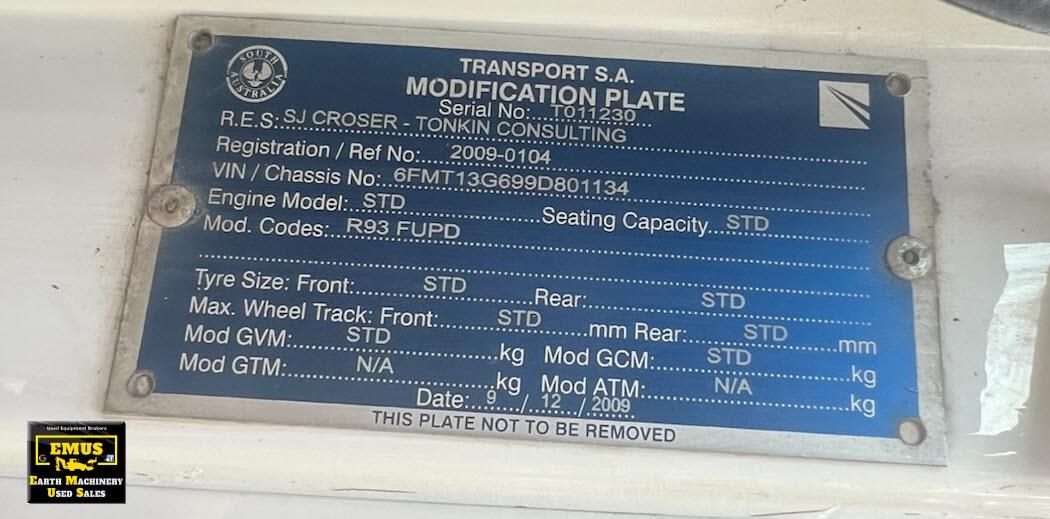 SOUTH AUSTRALIA
TRANSPORT S.A.
MODIFICATION PLATE
Serial No: T011230
R.E.S: SJ CROSER - TONKIN CONSULTING
Registration / Ref No: 2009-0104
VIN / Chassis No: 6FMT13G699D801134
Engine Model: STD Seating Capacity STD
Mod. Codes: R93 FUPD
Tyre Size: Front: STD Rear: STD
Max. Wheel Track: Front: STD mm Rear: STD mm
Mod GVM: STD kg Mod GCM: STD kg
Mod GTM: N/A kg Mod ATM: N/A kg
Date: 9 / 12 / 2009
THIS PLATE NOT TO BE REMOVED
Used Equipment Brokers
EMUS
EARTH MACHINERY
USED SALES